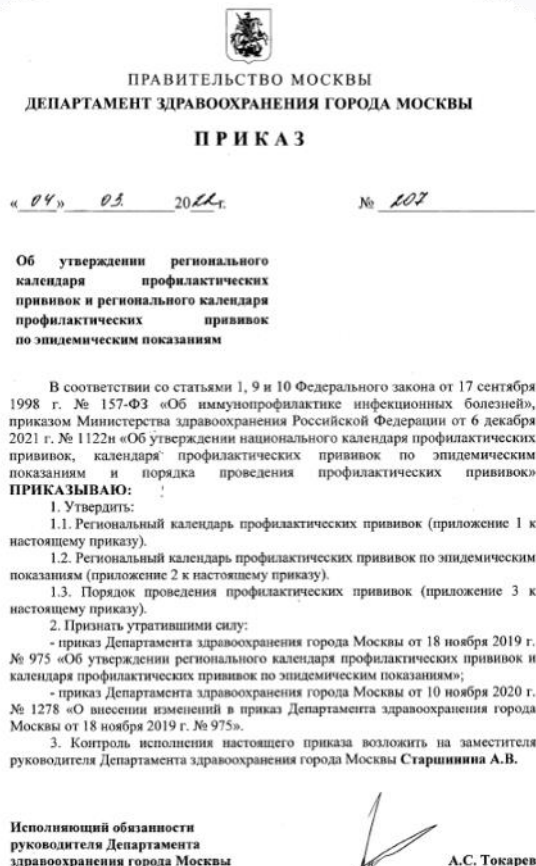 ПРАВИТЕЛЬСТВО МОСКВЫ
ДЕПАРТАМЕНТ ЗДРАВООХРАНЕНИЯ ГОРОДА МОСКВЫ
ПРИКАЗ
« 04 » 03. 2022 г. № 207
Об утверждении регионального
календаря профилактических
прививок и регионального календаря
профилактических прививок
по эпидемическим показаниям
В соответствии со статьями 1, 9 и 10 Федерального закона от 17 сентября
1998 г. № 157-ФЗ «Об иммунопрофилактике инфекционных болезней»,
приказом Министерства здравоохранения Российской Федерации от 6 декабря
2021 г. № 1122н «Об утверждении национального календаря профилактических
прививок, календаря профилактических прививок по эпидемическим
показаниям и порядка проведения профилактических прививок»
ПРИКАЗЫВАЮ:
1. Утвердить:
1.1. Региональный календарь профилактических прививок (приложение 1 к
настоящему приказу).
1.2. Региональный календарь профилактических прививок по эпидемическим
показаниям (приложение 2 к настоящему приказу).
1.3. Порядок проведения профилактических прививок (приложение 3 к
настоящему приказу).
2. Признать утратившими силу:
- приказ Департамента здравоохранения города Москвы от 18 ноября 2019 г.
№ 975 «Об утверждении регионального календаря профилактических прививок и
календаря профилактических прививок по эпидемическим показаниям»;
- приказ Департамента здравоохранения города Москвы от 10 ноября 2020 г.
№ 1278 «О внесении изменений в приказ Департамента здравоохранения города
Москвы от 18 ноября 2019 г. № 975».
3. Контроль исполнения настоящего приказа возложить на заместителя
руководителя Департамента здравоохранения города Москвы Старшинина А.В.
Исполняющий обязанности
руководителя Департамента
здравоохранения города Москвы А.С. Токарев